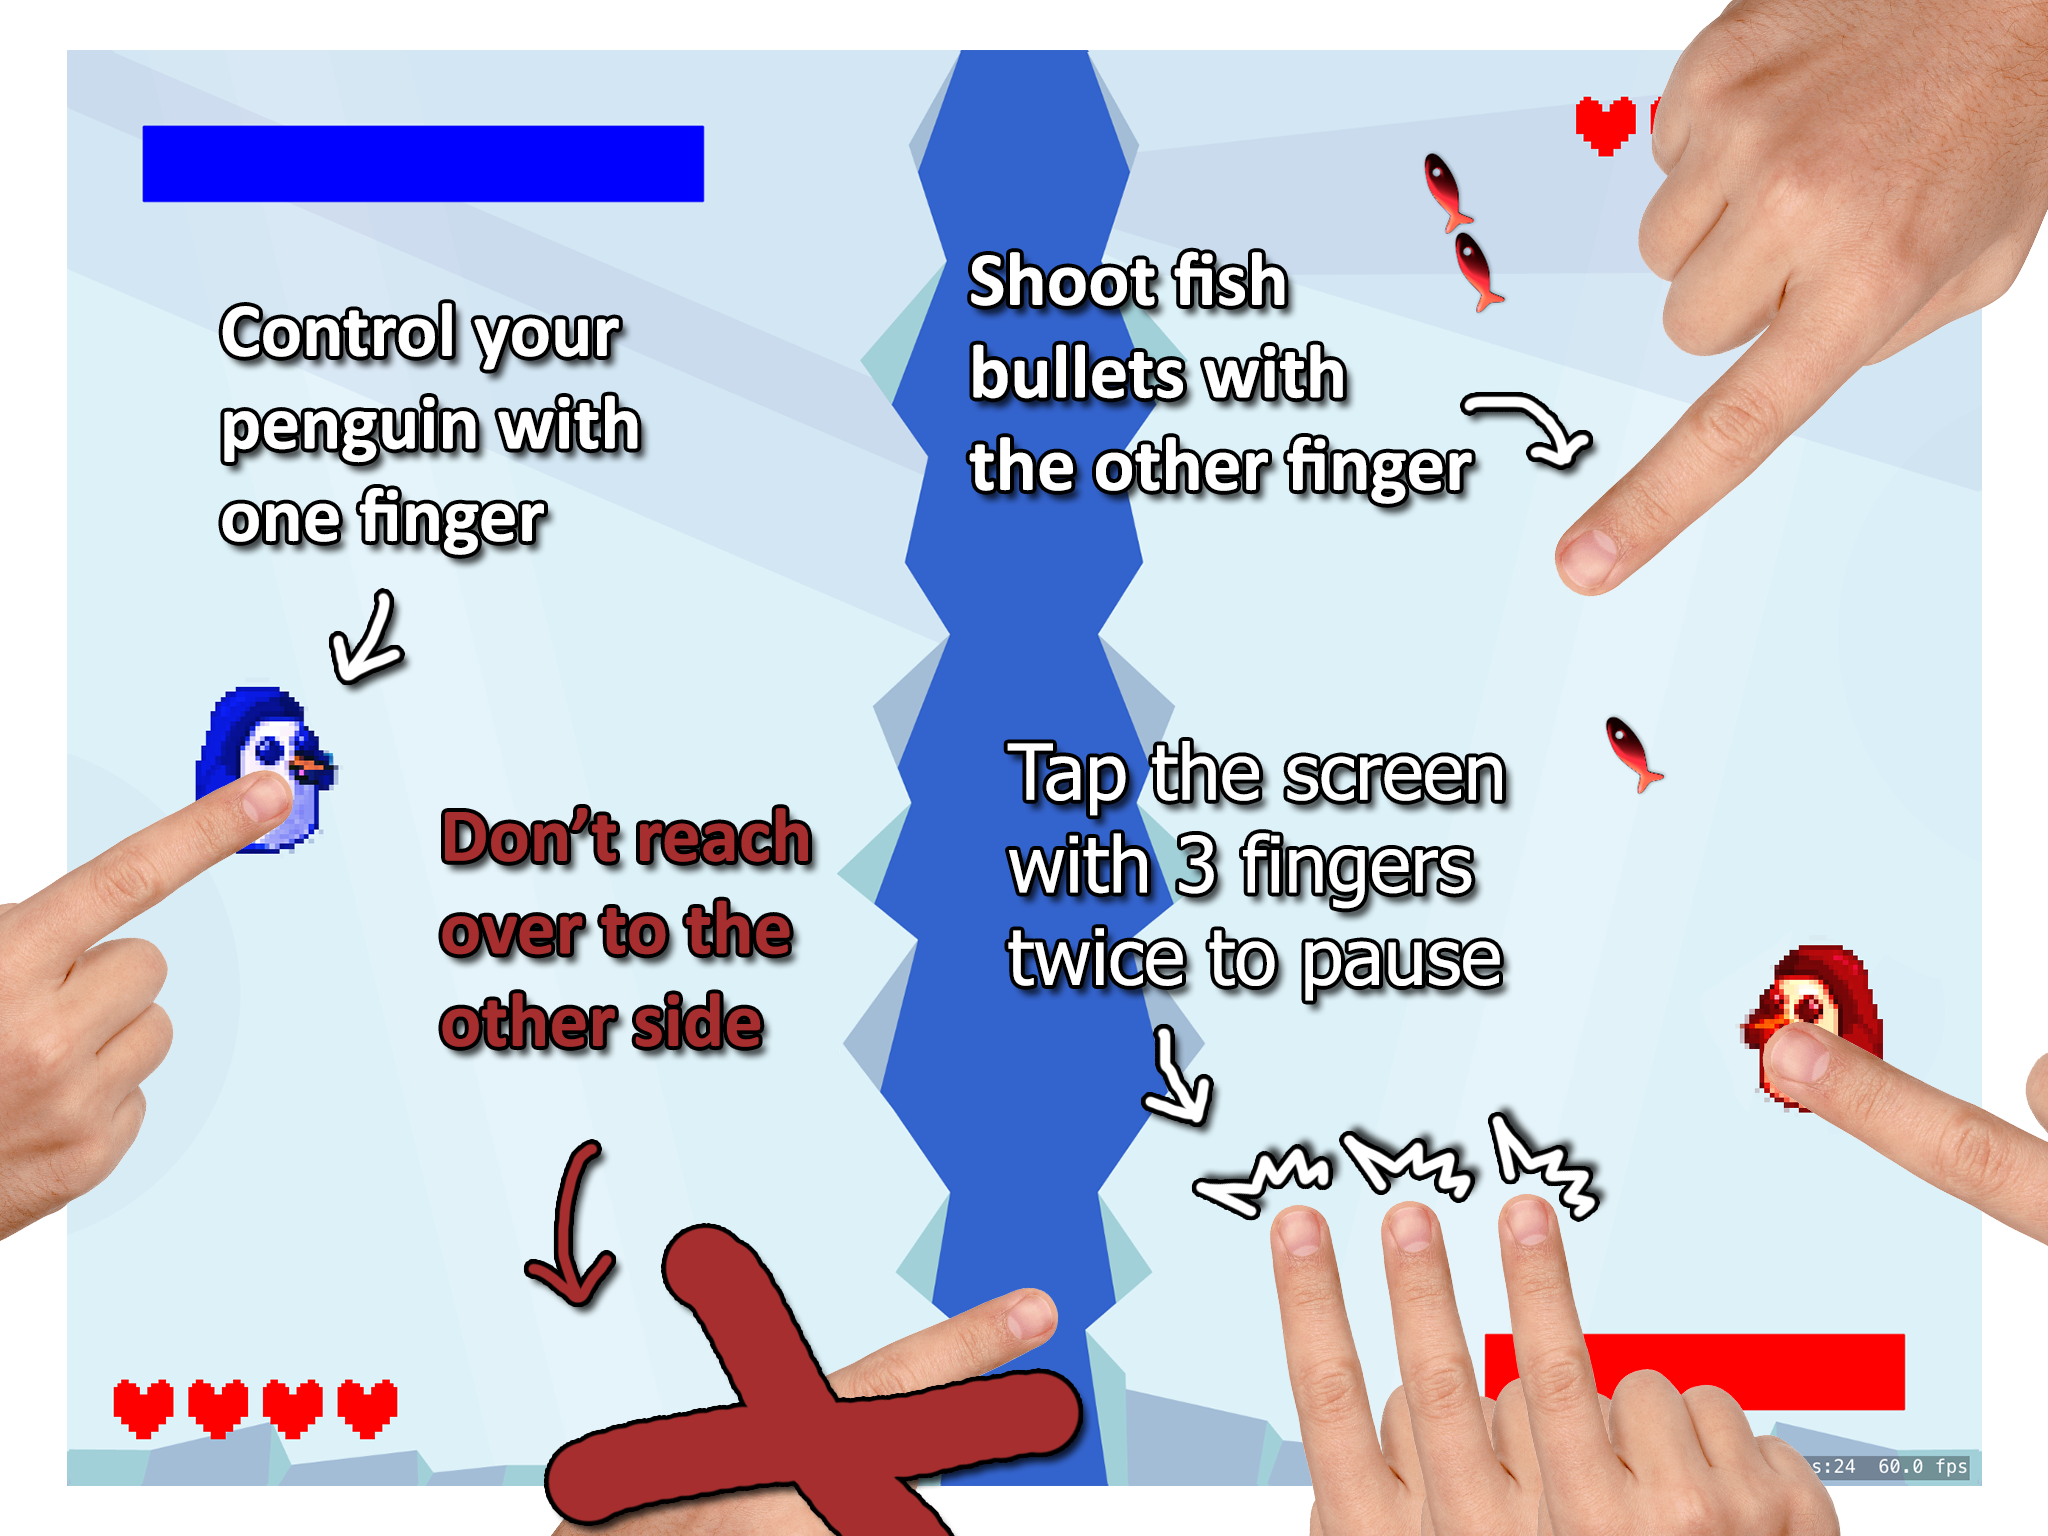 Control your
penguin with
one finger
Shoot fish
bullets with
the other finger
Don't reach
over to the
other side
Tap the screen
with 3 fingers
twice to pause
s:24 60.0 fps